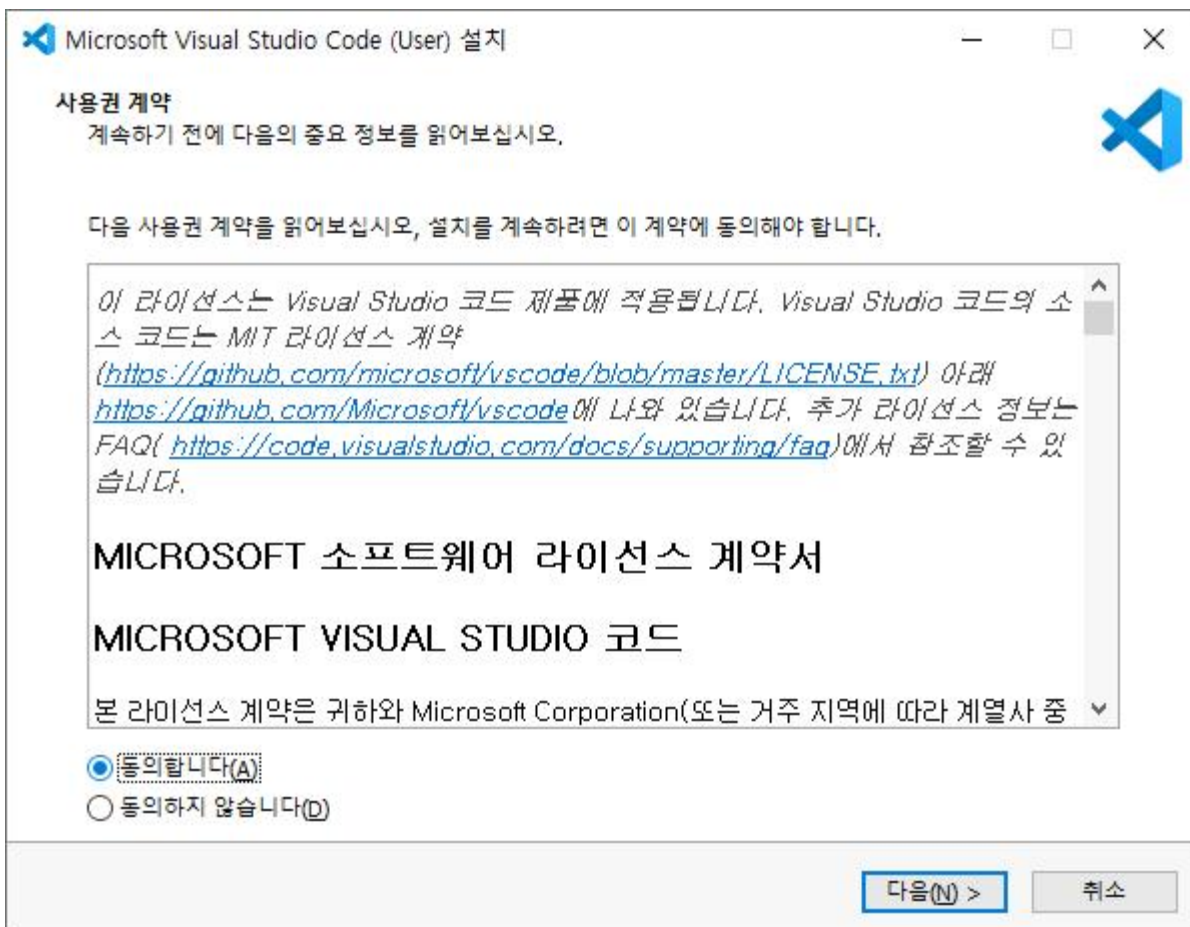 Microsoft Visual Studio Code (User) 설치
사용권 계약
계속하기 전에 다음의 중요 정보를 읽어보십시오.
다음 사용권 계약을 읽어보십시오, 설치를 계속하려면 이 계약에 동의해야 합니다.
이 라이선스는 Visual Studio 코드 제품에 적용됩니다. Visual Studio 코드의 소
스 코드는 MIT 라이선스 계약
(https://github.com/microsoft/vscode/blob/master/LICENSE.txt) 아래
https://github.com/Microsoft/vscode에 나와 있습니다. 추가 라이선스 정보는
FAQ( https://code.visualstudio.com/docs/supporting/faq)에서 참조할 수 있
습니다.
MICROSOFT 소프트웨어 라이선스 계약서
MICROSOFT VISUAL STUDIO 코드
본 라이선스 계약은 귀하와 Microsoft Corporation(또는 거주 지역에 따라 계열사 중
동의합니다(A)
동의하지 않습니다(D)
다음(N) >
취소